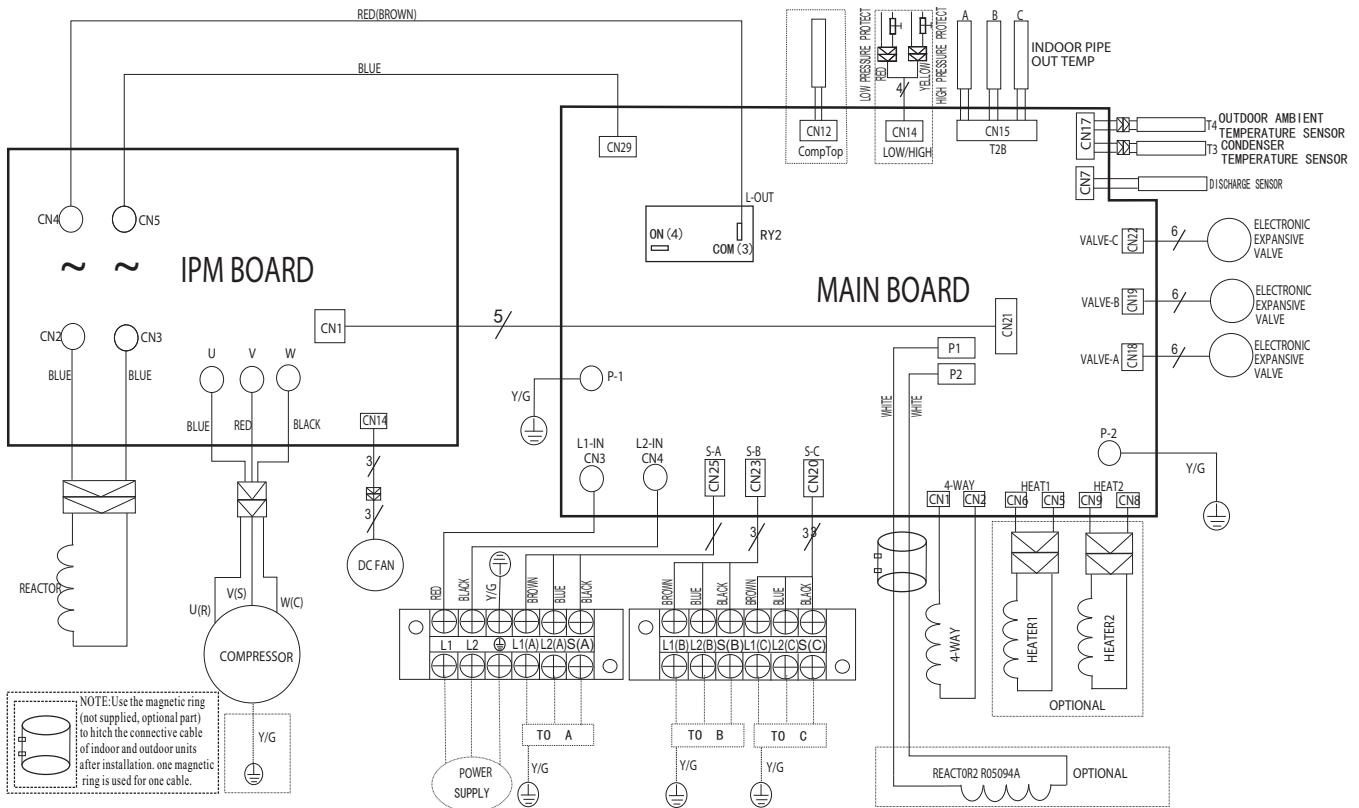 RED(BROWN)
BLUE
LOW PRESSURE PROTECT
RED
4
YELLOW
HIGH PRESSURE PROTECT
A
B
C
INDOOR PIPE
OUT TEMP
CN12
CompTop
CN14
LOW/HIGH
CN15
T2B
CN17
T4
OUTDOOR AMBIENT
TEMPERATURE SENSOR
T3
CONDENSER
TEMPERATURE SENSOR
CN7
DISCHARGE SENSOR
CN29
L-OUT
ON(4)
COM(3)
RY2
CN4
CN5
~
~
IPM BOARD
CN2
CN3
BLUE
BLUE
U
V
W
BLUE
RED
BLACK
CN1
5
CN21
CN14
3
3
DC FAN
MAIN BOARD
VALVE-C
CN22
6
ELECTRONIC
EXPANSIVE
VALVE
VALVE-B
CN19
6
ELECTRONIC
EXPANSIVE
VALVE
VALVE-A
CN18
6
ELECTRONIC
EXPANSIVE
VALVE
P1
P2
WHITE
WHITE
P-1
Y/G
P-2
Y/G
L1-IN
CN3
L2-IN
CN4
S-A
CN25
S-B
CN23
S-C
CN20
3
3
3
4-WAY
CN1
CN2
HEAT1
CN6
CN5
HEAT2
CN9
CN8
REACTOR
U(R)
V(S)
W(C)
COMPRESSOR
Y/G
RED
BLACK
Y/G
BROWN
BLUE
BLACK
L1
L2
L1(A)
L2(A)
S(A)
BROWN
BLUE
BLACK
BROWN
BLUE
BLACK
L1(B)
L2(B)
S(B)
L1(C)
L2(C)
S(C)
4-WAY
HEATER1
HEATER2
OPTIONAL
POWER
SUPPLY
TO A
Y/G
TO B
Y/G
TO C
Y/G
REACTOR2 R05094A
OPTIONAL
NOTE:Use the magnetic ring
(not supplied, optional part)
to hitch the connective cable
of indoor and outdoor units
after installation. one magnetic
ring is used for one cable.